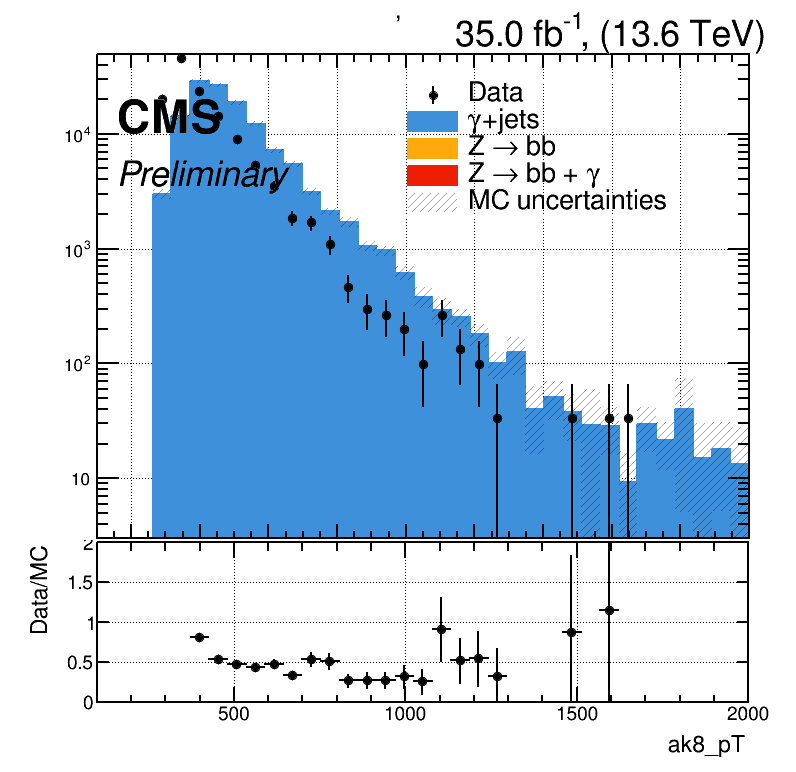 ,
35.0 fb⁻¹, (13.6 TeV)
CMS
Preliminary
Data
γ+jets
Z → bb
Z → bb + γ
MC uncertainties
10⁴
10³
10²
10
Data/MC
2
1.5
1
0.5
0
500 1000 1500 2000
ak8_pT